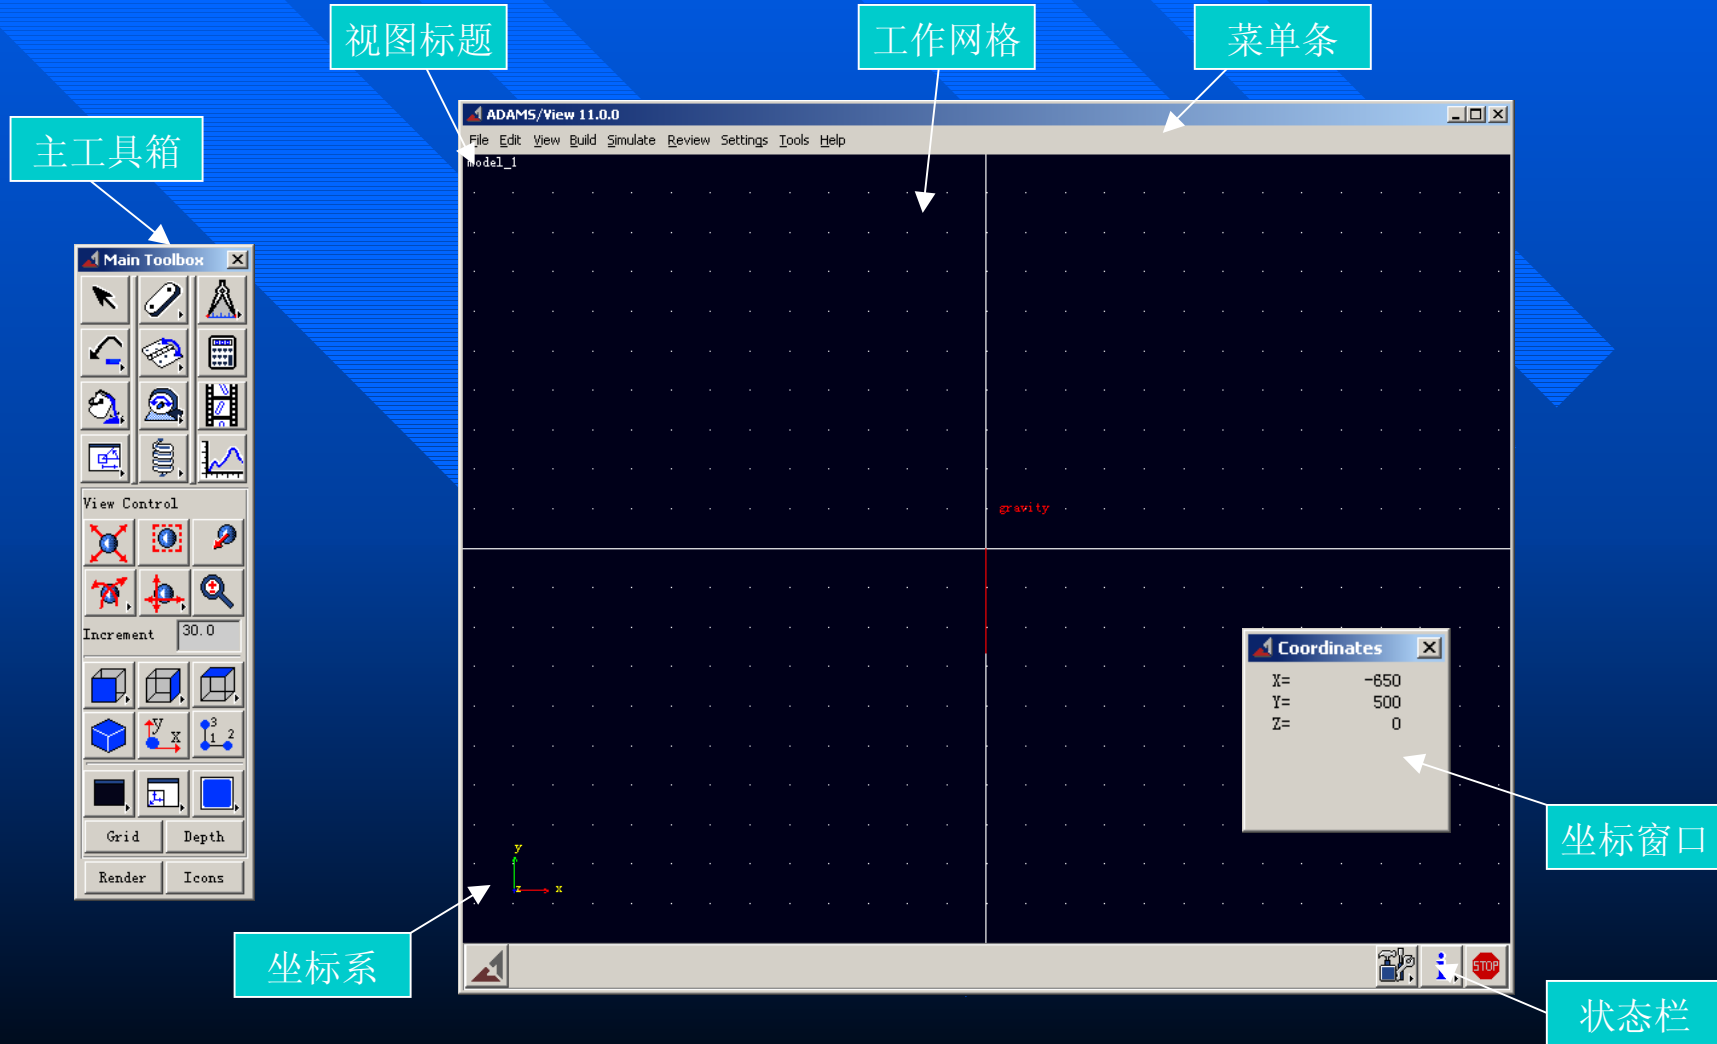 视图标题
工作网格
菜单条
主工具箱
ADAMS/View 11.0.0
File Edit View Build Simulate Review Settings Tools Help
model_1
Main Toolbox
View Control
Increment 30.0
y
x
3
1 2
Grid Depth
Render Icons
gravity
Coordinates
X= -650
Y= 500
Z= 0
坐标窗口
y
z x
坐标系
STOP
状态栏